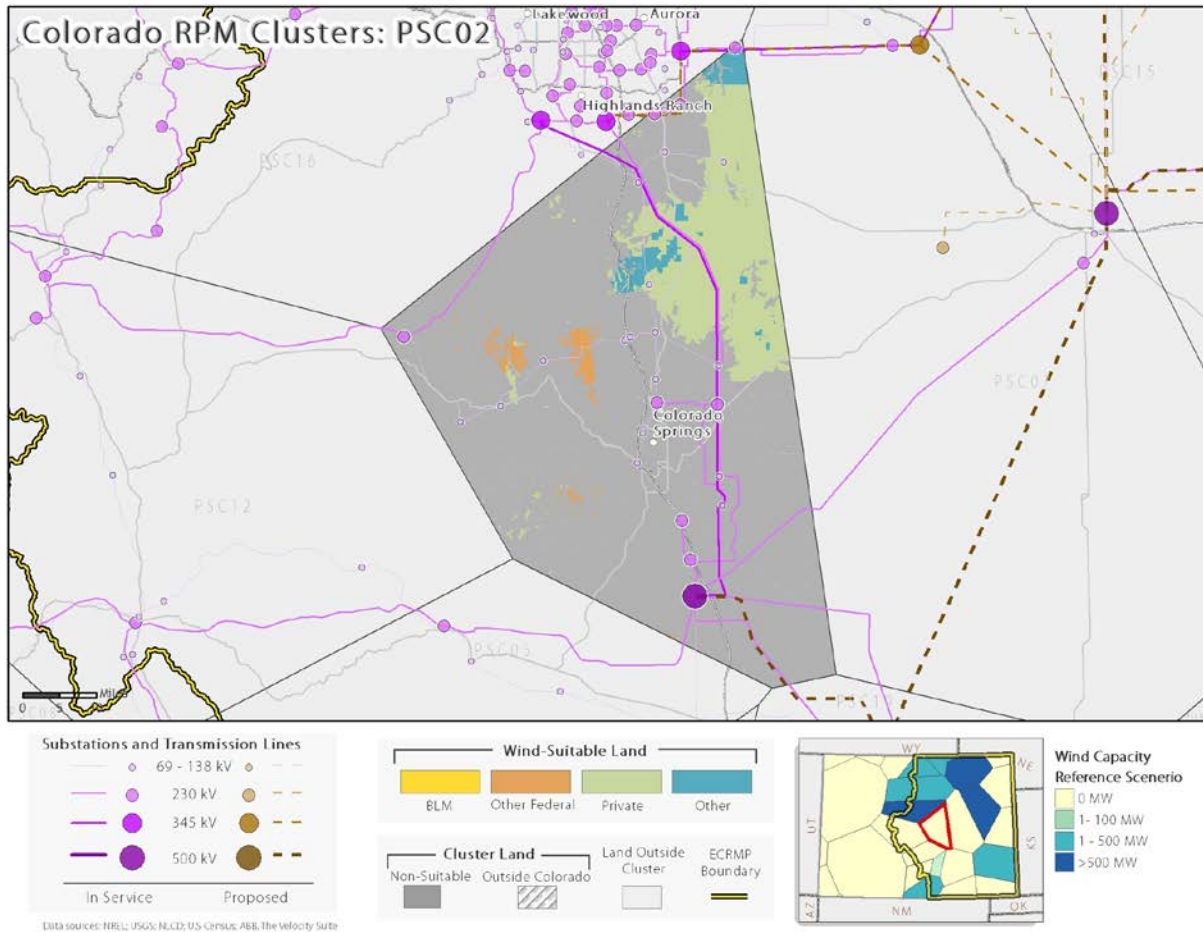 Colorado RPM Clusters: PSC02
Lakewood
Aurora
PSC15
Highlands Ranch
PSC16
Colorado
Springs
PSC12
PSC05
Miles
0 5
Substations and Transmission Lines
69 - 138 kV
230 kV
345 kV
500 kV
In Service
Proposed
Wind-Suitable Land
BLM
Other Federal
Private
Other
Cluster Land
Non-Suitable
Outside Colorado
Land Outside
Cluster
ECRMP
Boundary
WY
NE
UT
KS
AZ
NM
OK
Wind Capacity
Reference Scenerio
0 MW
1- 100 MW
1 - 500 MW
>500 MW
Data sources: NREL; USGS; NLCD; US Census; ABB, The Velocity Suite